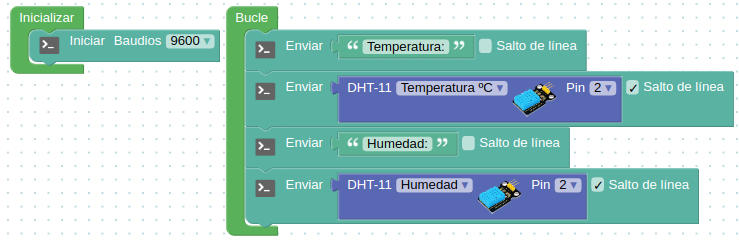 Inicializar
Iniciar Baudios 9600
Bucle
Enviar “ Temperatura: ” Salto de línea
Enviar DHT-11 Temperatura ºC Pin 2 Salto de línea
Enviar “ Humedad: ” Salto de línea
Enviar DHT-11 Humedad Pin 2 Salto de línea